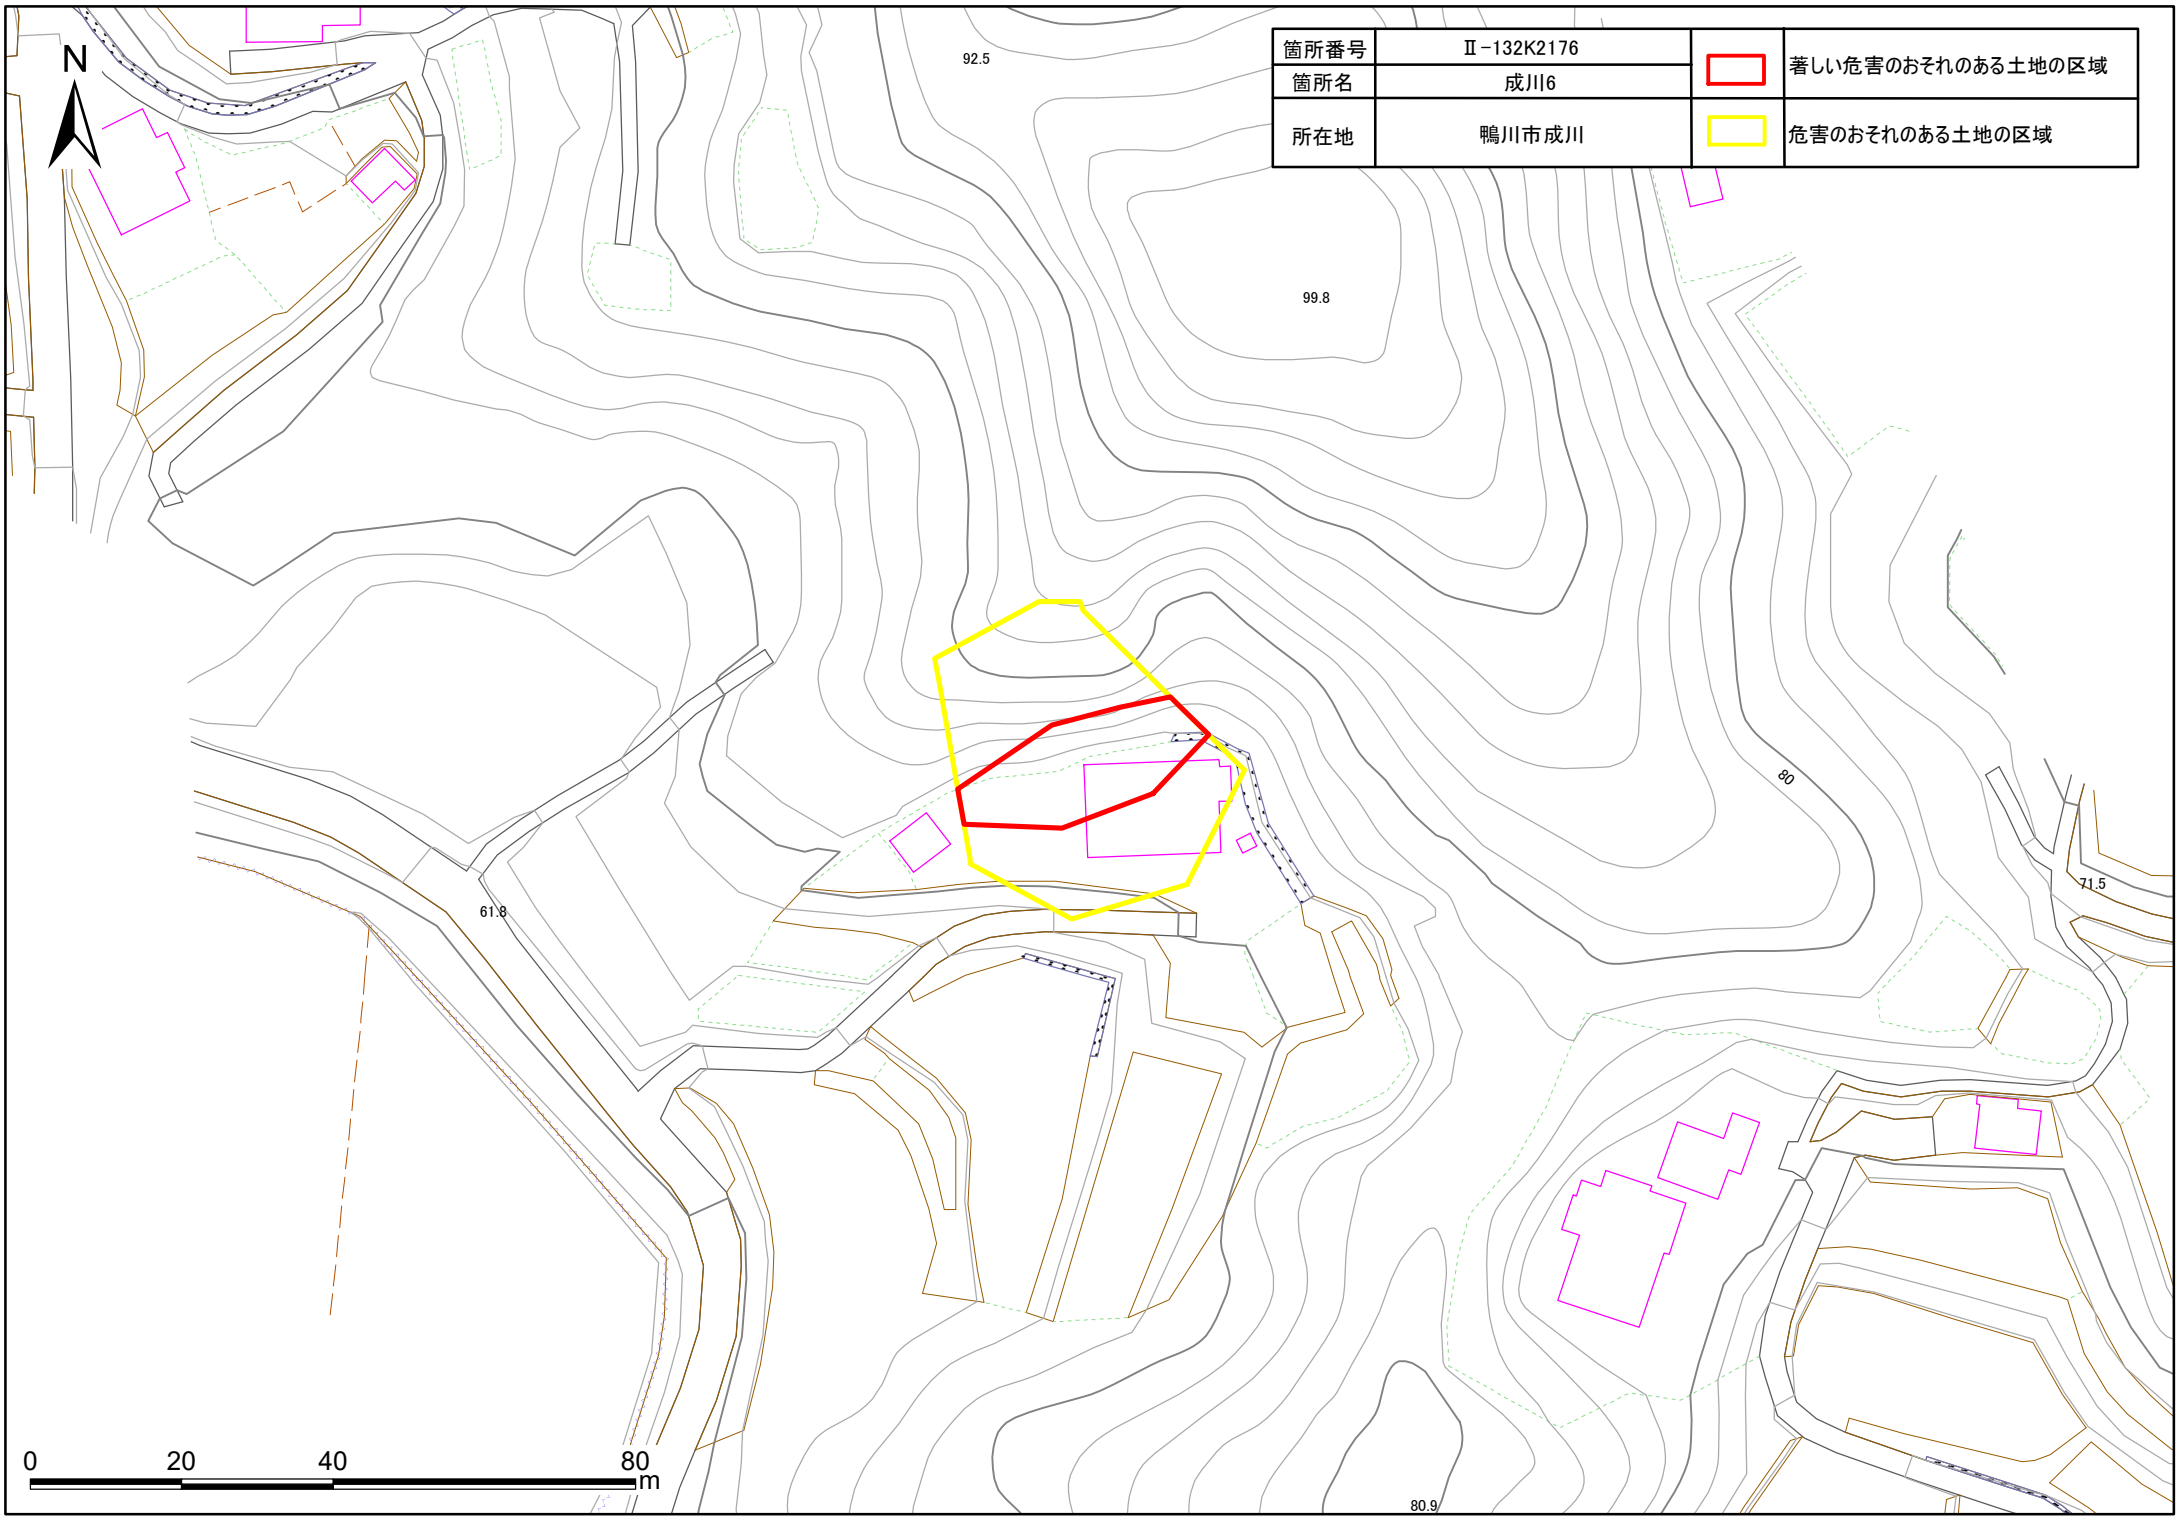 N
92.5
箇所番号 Ⅱ-132K2176
箇所名 成川6
所在地 鴨川市成川
著しい危害のおそれのある土地の区域
危害のおそれのある土地の区域
99.8
80
71.5
61.8
80.9
0 20 40 80
m